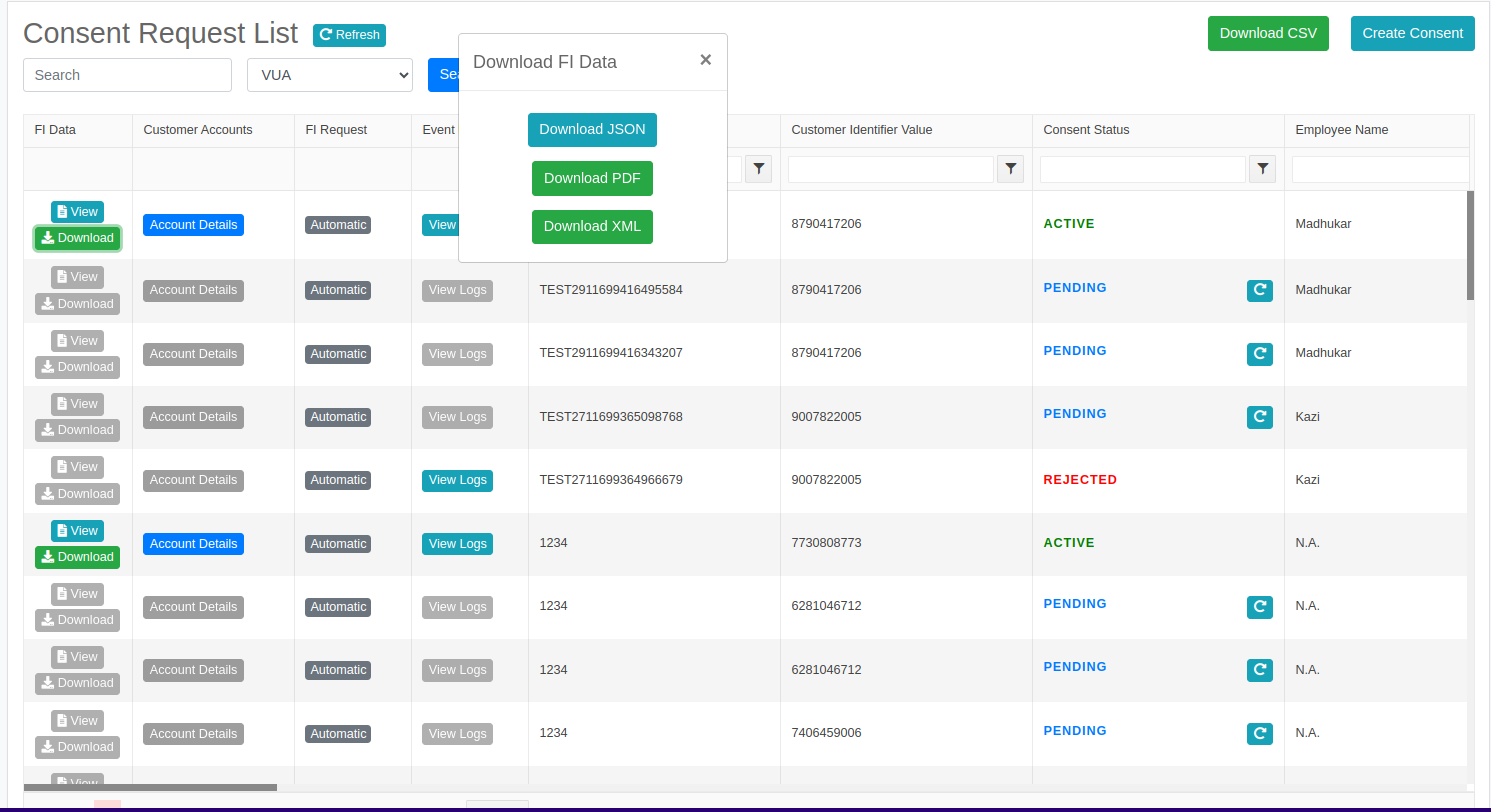 Consent Request List
Refresh
Download CSV
Create Consent
Search
VUA
Download FI Data
×
Download JSON
Download PDF
Download XML
FI Data Customer Accounts FI Request Event Customer Identifier Value Consent Status Employee Name
View
Download
Account Details Automatic View 8790417206 ACTIVE Madhukar
View
Download
Account Details Automatic View Logs TEST2911699416495584 8790417206 PENDING Madhukar
View
Download
Account Details Automatic View Logs TEST2911699416343207 8790417206 PENDING Madhukar
View
Download
Account Details Automatic View Logs TEST2711699365098768 9007822005 PENDING Kazi
View
Download
Account Details Automatic View Logs TEST2711699364966679 9007822005 REJECTED Kazi
View
Download
Account Details Automatic View Logs 1234 7730808773 ACTIVE N.A.
View
Download
Account Details Automatic View Logs 1234 6281046712 PENDING N.A.
View
Download
Account Details Automatic View Logs 1234 6281046712 PENDING N.A.
View
Download
Account Details Automatic View Logs 1234 7406459006 PENDING N.A.
View